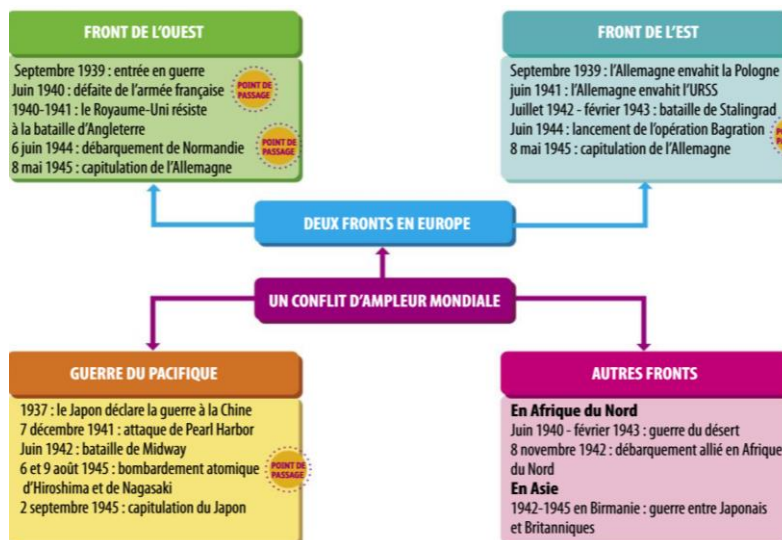 FRONT DE L'OUEST
Septembre 1939 : entrée en guerre
Juin 1940 : défaite de l'armée française
POINT DE
PASSAGE
1940-1941 : le Royaume-Uni résiste
à la bataille d'Angleterre
6 juin 1944 : débarquement de Normandie
POINT DE
PASSAGE
8 mai 1945 : capitulation de l'Allemagne
FRONT DE L'EST
Septembre 1939 : l'Allemagne envahit la Pologne
juin 1941 : l'Allemagne envahit l'URSS
Juillet 1942 - février 1943 : bataille de Stalingrad
Juin 1944 : lancement de l'opération Bagration
8 mai 1945 : capitulation de l'Allemagne
DEUX FRONTS EN EUROPE
UN CONFLIT D'AMPLEUR MONDIALE
GUERRE DU PACIFIQUE
1937 : le Japon déclare la guerre à la Chine
7 décembre 1941 : attaque de Pearl Harbor
Juin 1942 : bataille de Midway
6 et 9 août 1945 : bombardement atomique
d'Hiroshima et de Nagasaki
POINT DE
PASSAGE
2 septembre 1945 : capitulation du Japon
AUTRES FRONTS
En Afrique du Nord
Juin 1940 - février 1943 : guerre du désert
8 novembre 1942 : débarquement allié en Afrique
du Nord
En Asie
1942-1945 en Birmanie : guerre entre Japonais
et Britanniques